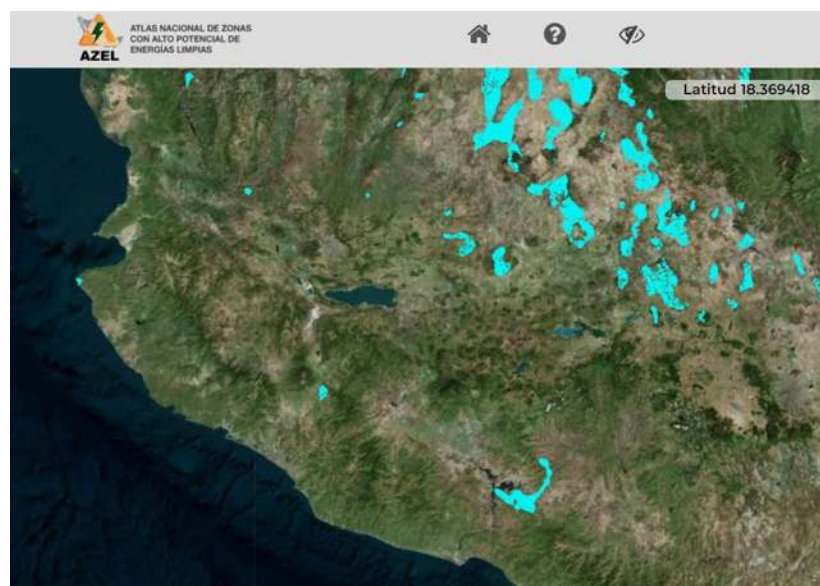 AZEL
ATLAS NACIONAL DE ZONAS
CON ALTO POTENCIAL DE
ENERGÍAS LIMPIAS
?
Latitud 18.369418